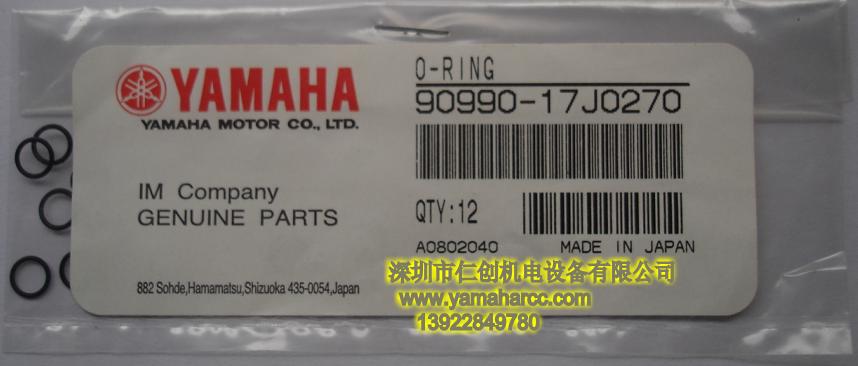 YAMAHA
YAMAHA MOTOR CO., LTD.
IM Company
GENUINE PARTS
882 Sohde,Hamamatsu,Shizuoka 435-0054,Japan
O-RING
90990-17J0270
QTY:12
A0802040 MADE IN JAPAN
深圳市仁创机电设备有限公司
www.yamaharcc.com
13922849780